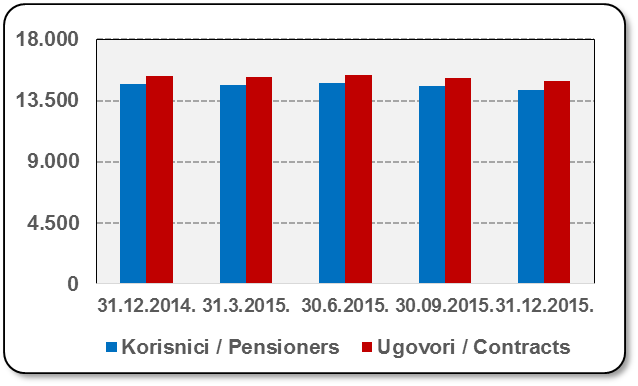 18.000
13.500
9.000
4.500
0
31.12.2014. 31.3.2015. 30.6.2015. 30.09.2015. 31.12.2015.
Korisnici / Pensioners Ugovori / Contracts